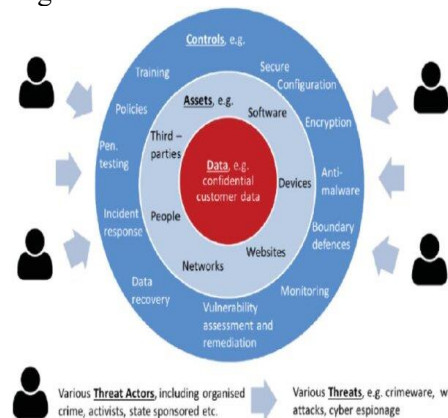 Controls, e.g.
Training
Secure
Configuration
Policies
Assets, e.g.
Software
Encryption
Third –
parties
Pen.
testing
Data, e.g.
confidential
customer data
Devices
Anti-
malware
Incident
response
People
Websites
Boundary
defences
Networks
Data
recovery
Vulnerability
assessment and
remediation
Monitoring
Various Threat Actors, including organised
crime, activists, state sponsored etc.
Various Threats, e.g. crimeware, w
attacks, cyber espionage